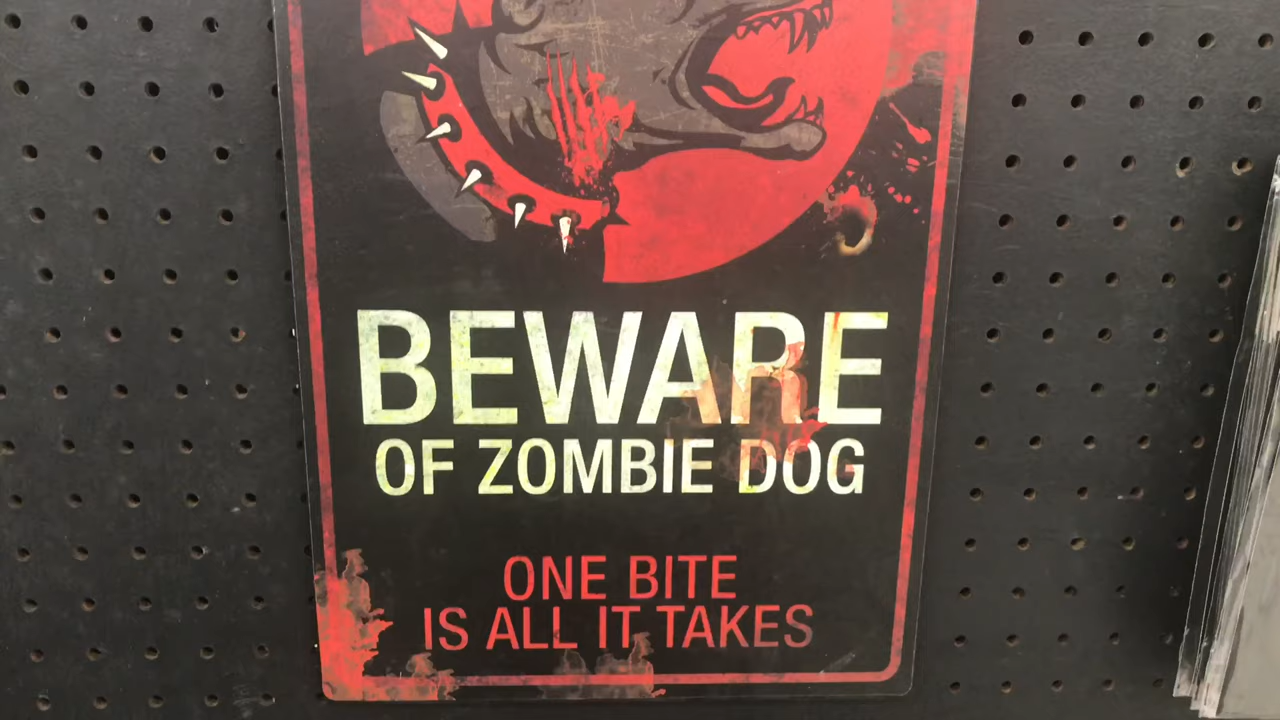 BEWARE
OF ZOMBIE DOG
ONE BITE
IS ALL IT TAKES